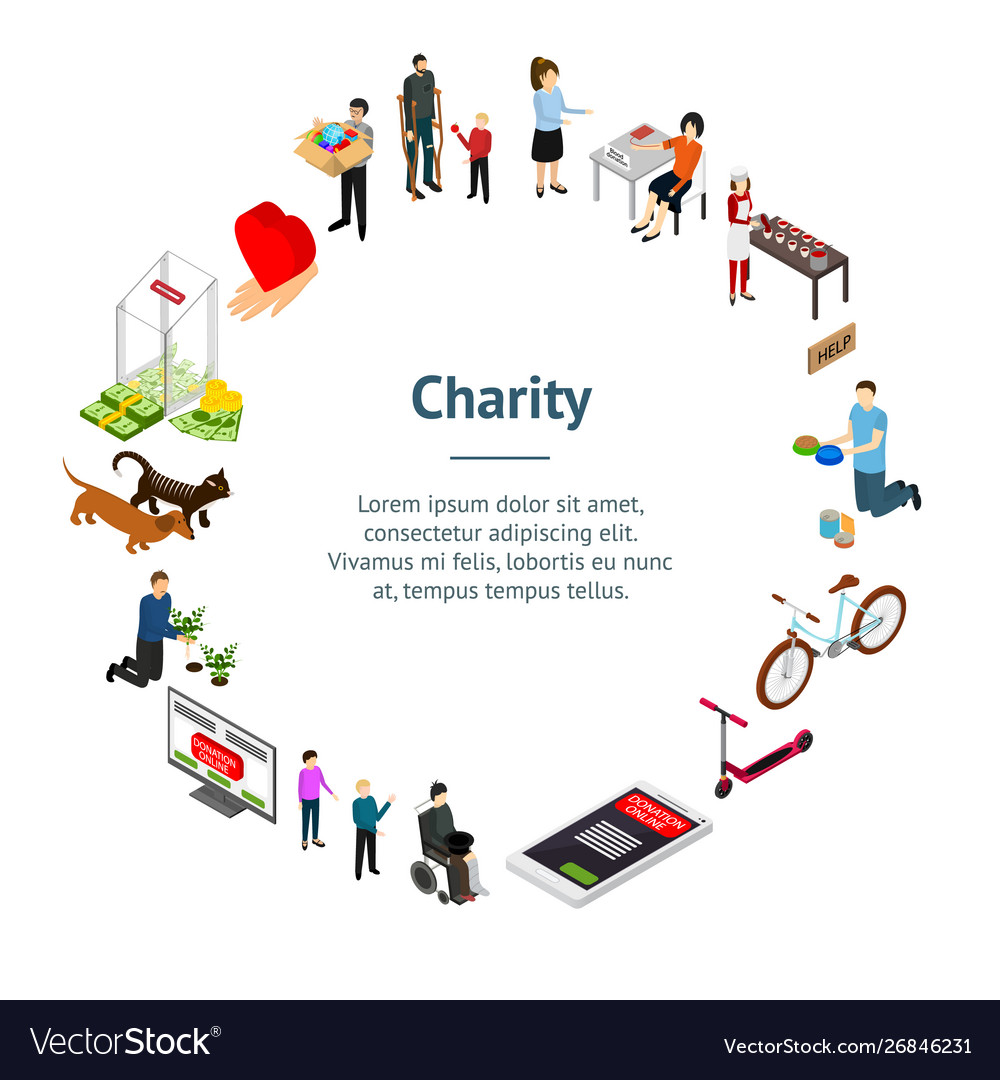 Blood
donation
HELP
Charity
Lorem ipsum dolor sit amet,
consectetur adipiscing elit.
Vivamus mi felis, lobortis eu nunc
at, tempus tempus tellus.
DONATION
ONLINE
DONATION
ONLINE
VectorStock®
VectorStock.com/26846231